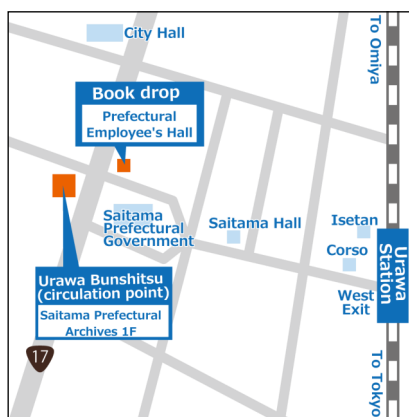 City Hall
To Omiya
Book drop
Prefectural
Employee's Hall
Saitama
Prefectural
Government
Saitama Hall
Isetan
Corso
Urawa
Station
West
Exit
Urawa Bunshitsu
(circulation point)
Saitama Prefectural
Archives 1F
17
To Tokyo